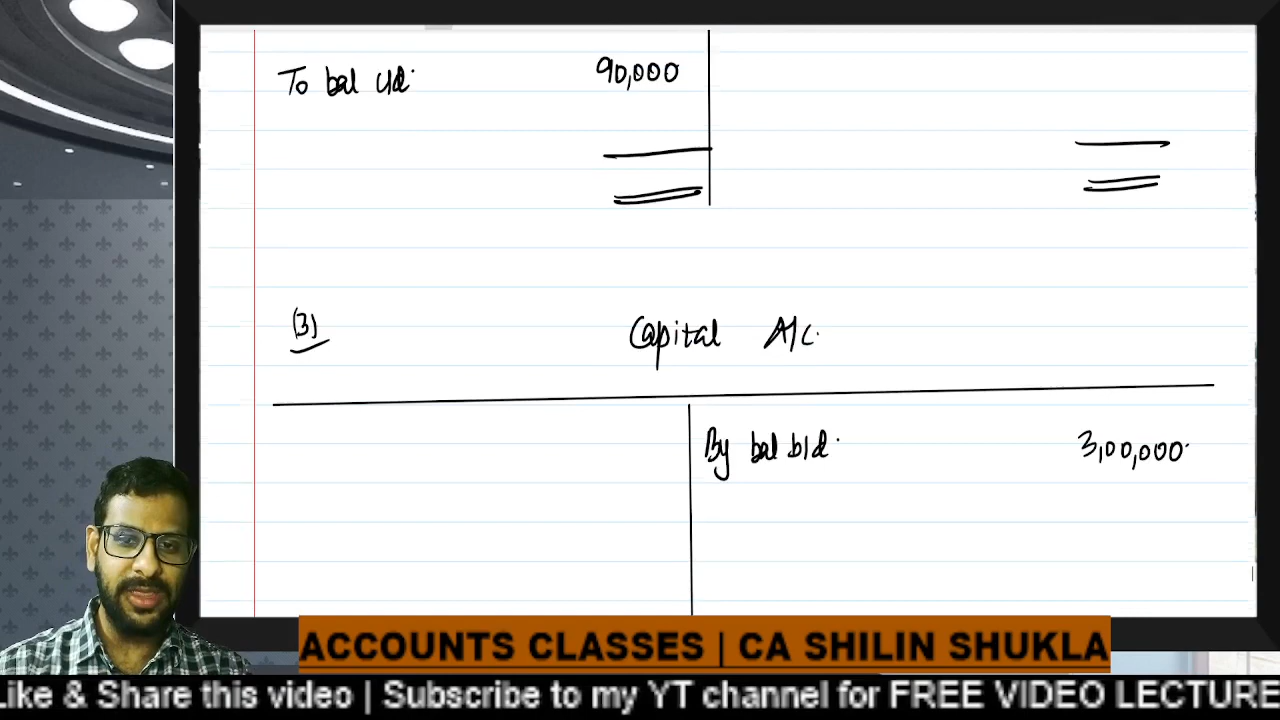 To bal c/d. 90,000
(3) Capital A/c.
By bal b/d. 3,00,000.
ACCOUNTS CLASSES | CA SHILIN SHUKLA
Like & Share this video | Subscribe to my YT channel for FREE VIDEO LECTURE